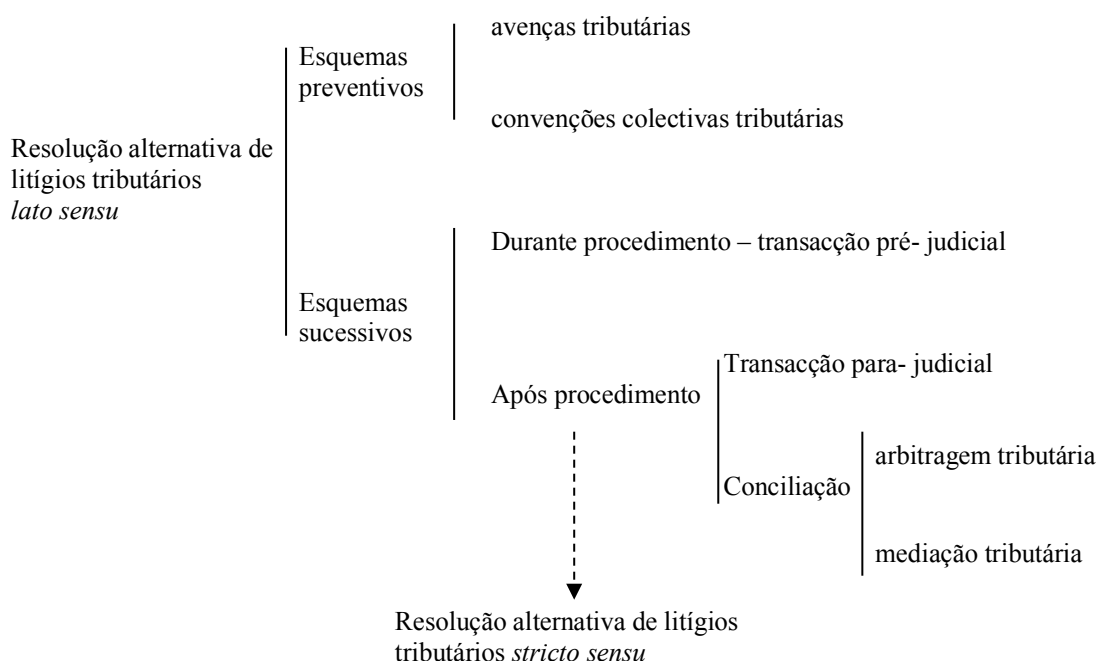 avenças tributárias
Esquemas
preventivos
convenções colectivas tributárias
Resolução alternativa de
litígios tributários
lato sensu
Durante procedimento – transacção pré- judicial
Esquemas
sucessivos
Transacção para- judicial
Após procedimento
arbitragem tributária
Conciliação
mediação tributária
Resolução alternativa de litígios
tributários stricto sensu